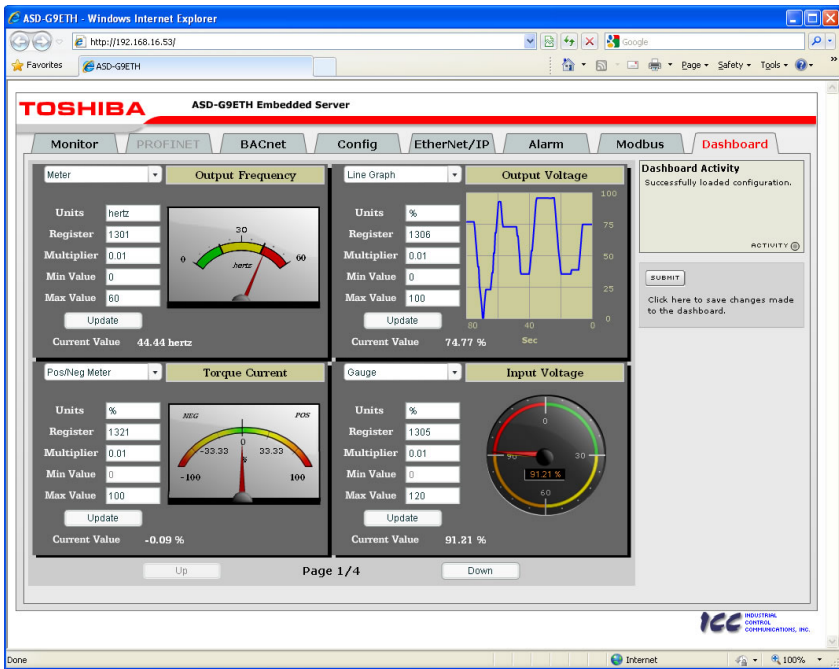 ASD-G9ETH - Windows Internet Explorer
http://192.168.16.53/
Google
Favorites
ASD-G9ETH
Page
Safety
Tools
TOSHIBA
ASD-G9ETH Embedded Server
Monitor
PROFINET
BACnet
Config
EtherNet/IP
Alarm
Modbus
Dashboard
Meter
Output Frequency
Units hertz
Register 1301
Multiplier 0.01
Min Value 0
Max Value 60
Update
Current Value 44.44 hertz
0
30
60
hertz
Line Graph
Output Voltage
Units %
Register 1306
Multiplier 0.01
Min Value 0
Max Value 100
Update
Current Value 74.77 %
100
75
50
25
0
80 40 0
Sec
Pos/Neg Meter
Torque Current
Units %
Register 1321
Multiplier 0.01
Min Value 0
Max Value 100
Update
Current Value -0.09 %
NEG POS
0
-33.33 33.33
%
-100 100
Gauge
Input Voltage
Units %
Register 1305
Multiplier 0.01
Min Value 0
Max Value 120
Update
Current Value 91.21 %
0
90 30
91.21 %
60
Up
Page 1/4
Down
Dashboard Activity
Successfully loaded configuration.
ACTIVITY
SUBMIT
Click here to save changes made
to the dashboard.
ICC INDUSTRIAL
CONTROL
COMMUNICATIONS, INC.
Done
Internet
100%